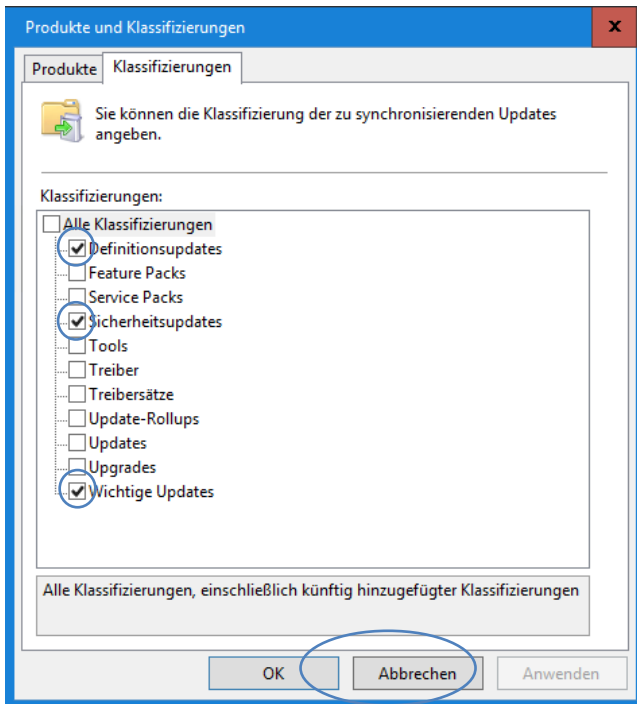 Produkte und Klassifizierungen
x
Produkte Klassifizierungen
Sie können die Klassifizierung der zu synchronisierenden Updates
angeben.
Klassifizierungen:
Alle Klassifizierungen
Definitionsupdates
Feature Packs
Service Packs
Sicherheitsupdates
Tools
Treiber
Treibersätze
Update-Rollups
Updates
Upgrades
Wichtige Updates
Alle Klassifizierungen, einschließlich künftig hinzugefügter Klassifizierungen
OK Abbrechen Anwenden